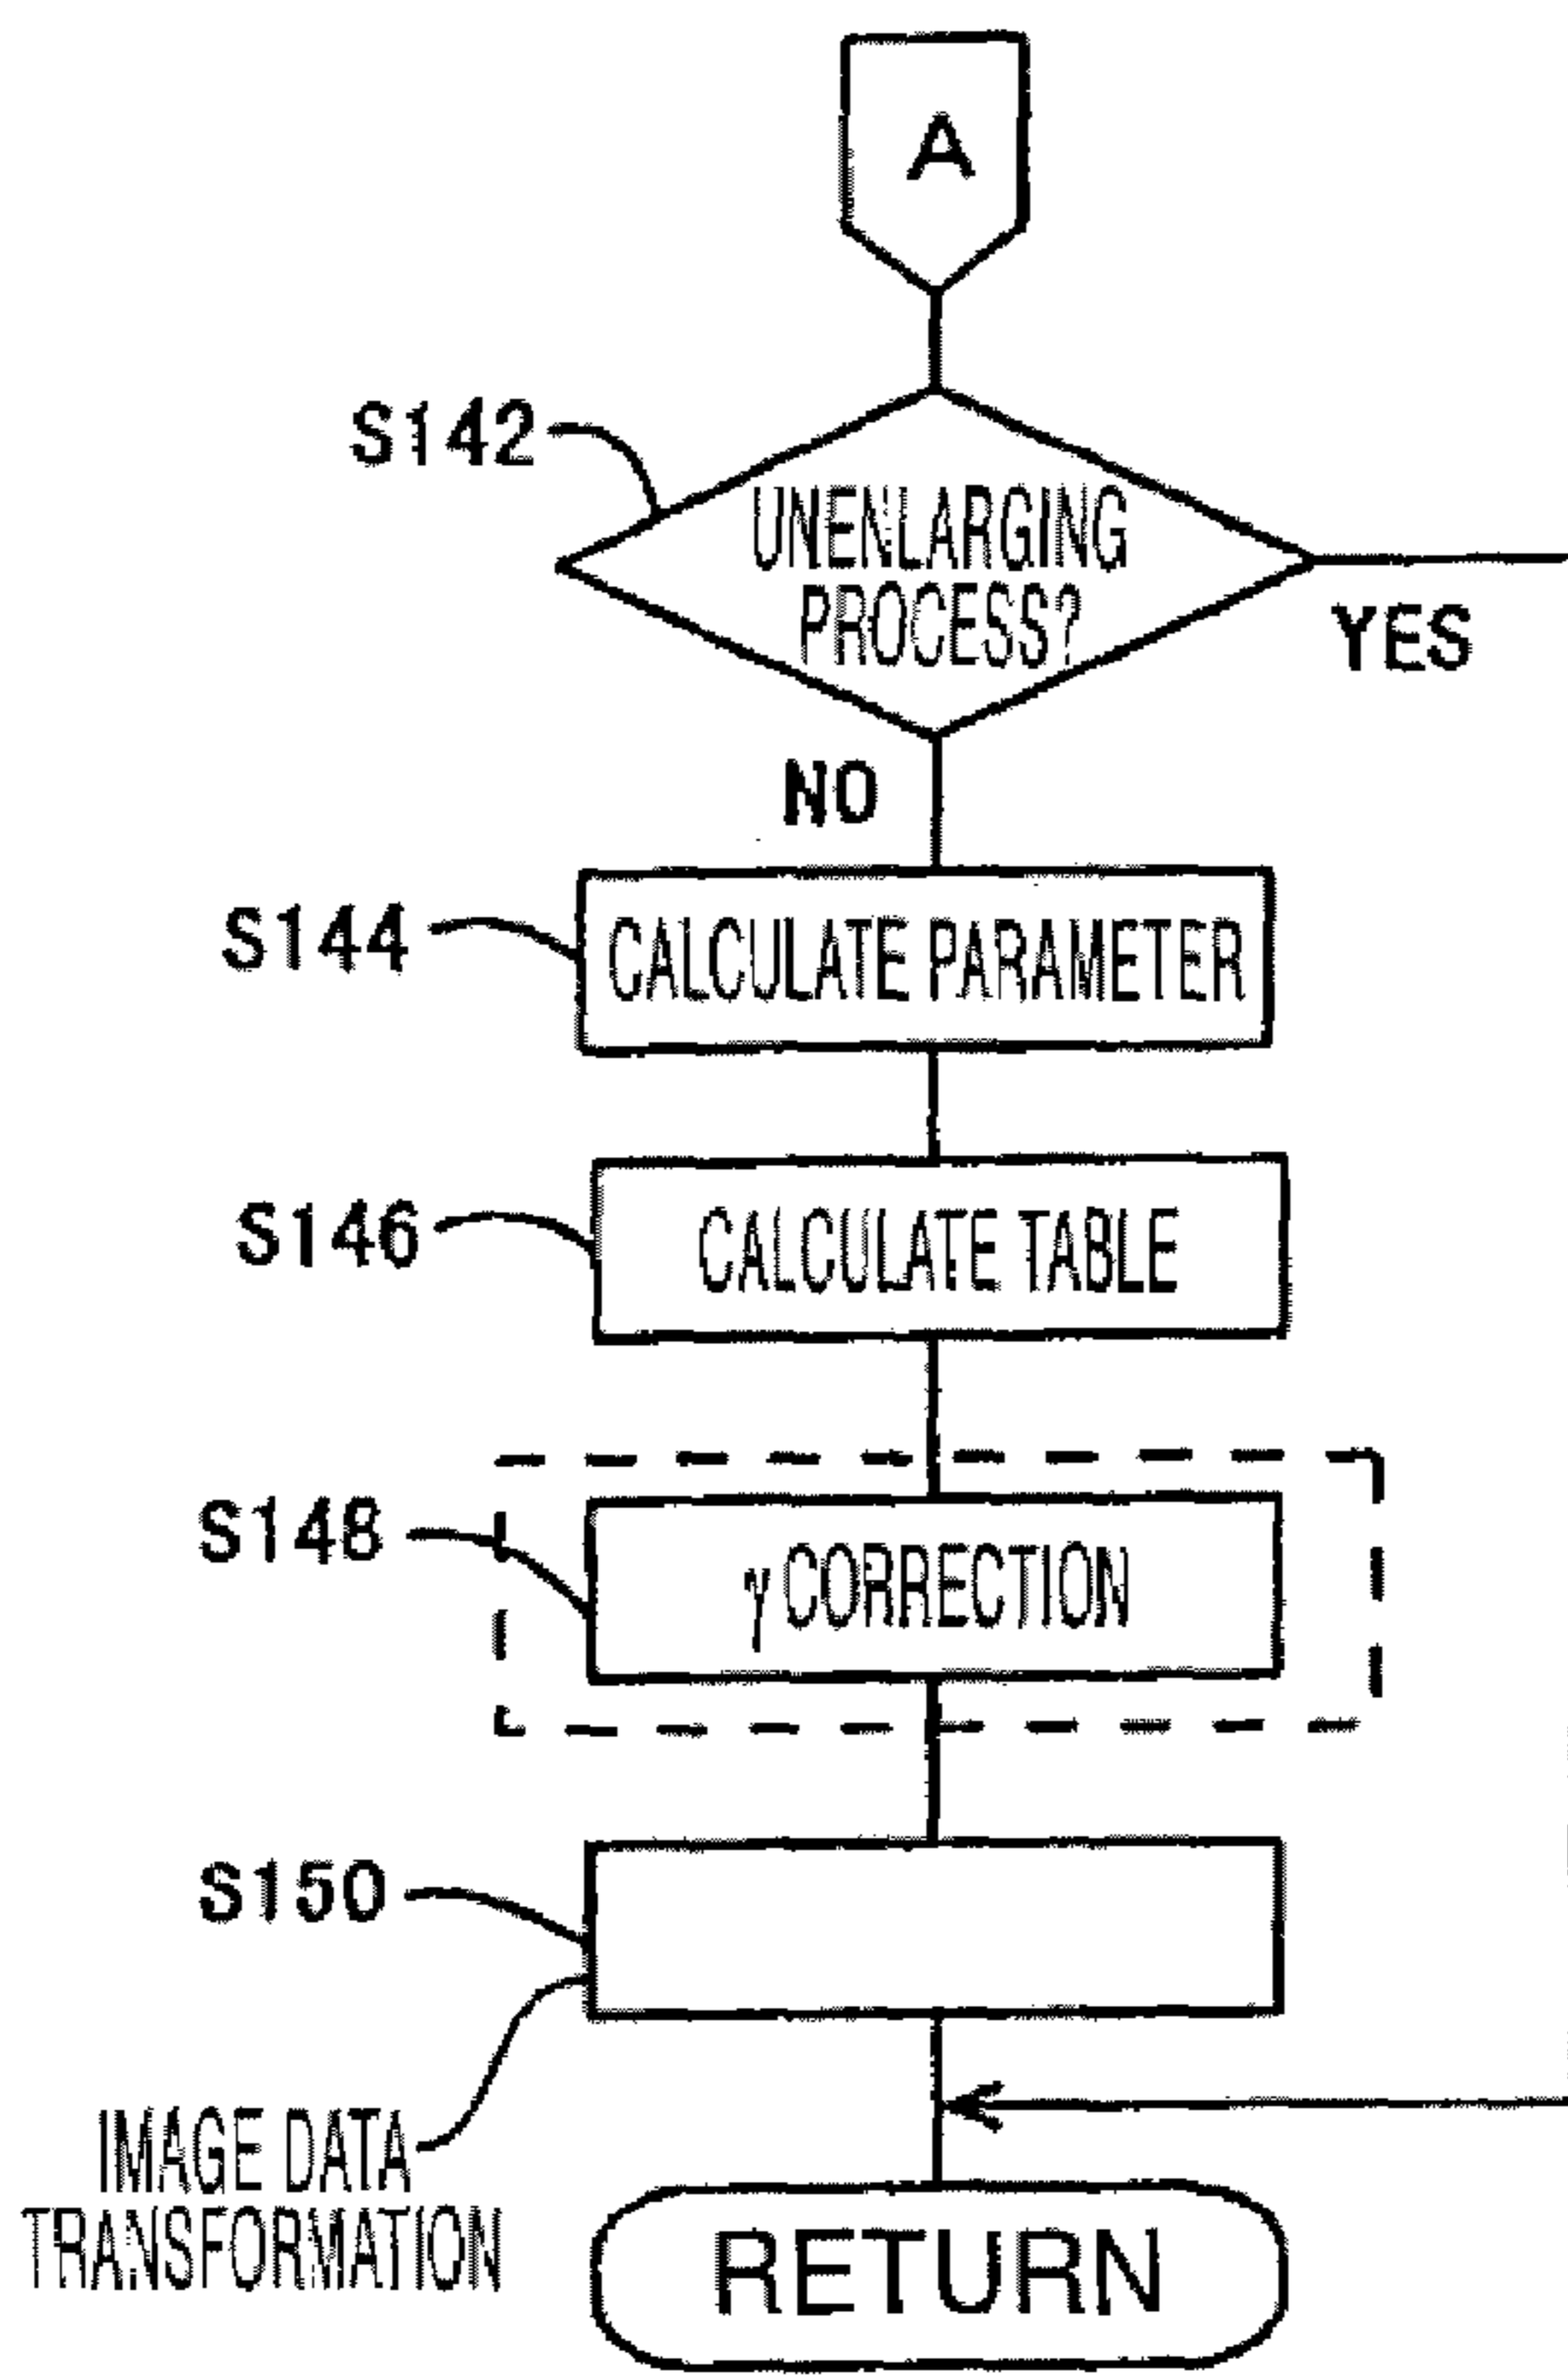 A
S142
UNENLARGING
PROCESS?
YES
NO
S144
CALCULATE PARAMETER
S146
CALCULATE TABLE
S148
γ CORRECTION
S150
IMAGE DATA
TRANSFORMATION
RETURN